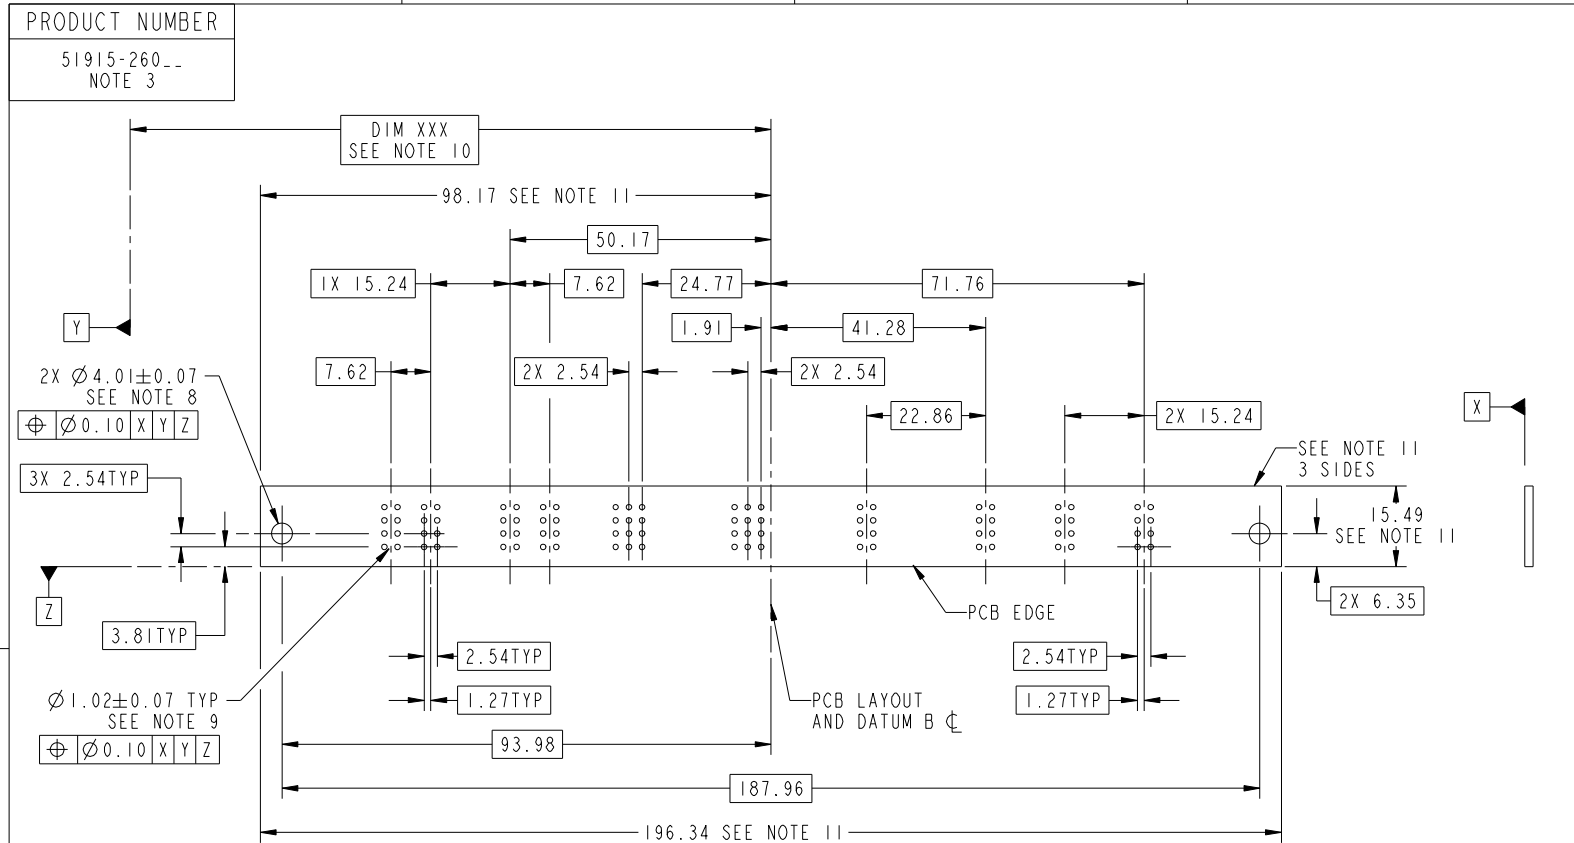 PRODUCT NUMBER
51915-260__
NOTE 3
DIM XXX
SEE NOTE 10
98.17 SEE NOTE 11
50.17
1X 15.24
7.62
24.77
71.76
Y
1.91
41.28
7.62
2X 2.54
2X 2.54
2X Ø4.01±0.07
SEE NOTE 8
⌖ Ø0.10 X Y Z
22.86
2X 15.24
X
3X 2.54TYP
SEE NOTE 11
3 SIDES
15.49
SEE NOTE 11
Z
2X 6.35
PCB EDGE
3.81TYP
2.54TYP
2.54TYP
Ø1.02±0.07 TYP
SEE NOTE 9
⌖ Ø0.10 X Y Z
1.27TYP
1.27TYP
PCB LAYOUT
AND DATUM B ℄
93.98
187.96
196.34 SEE NOTE 11